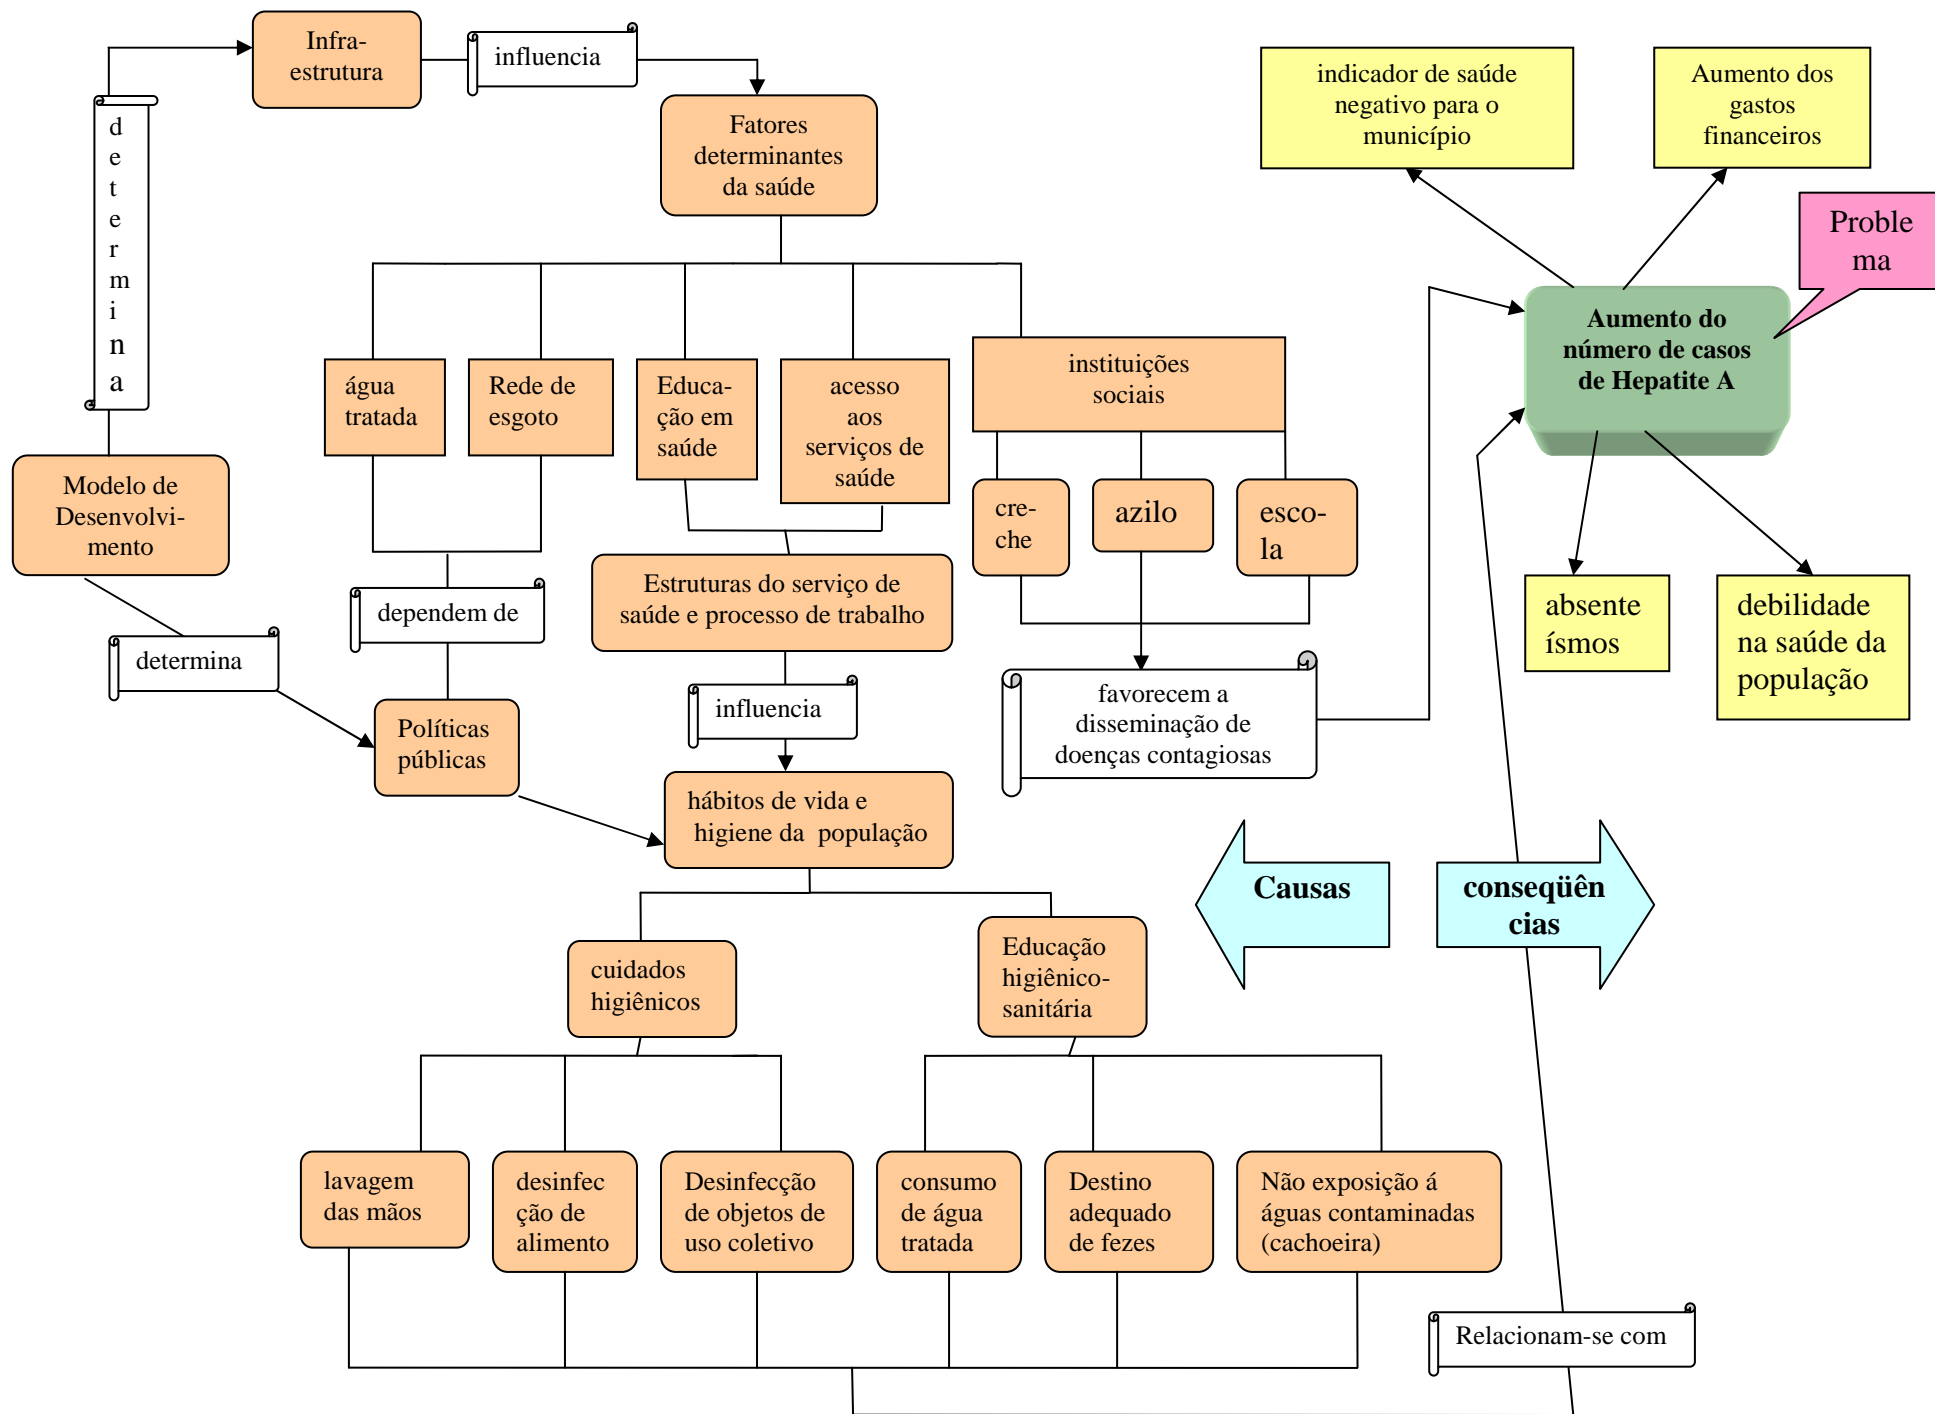 Infra-
estrutura
influencia
Fatores
determinantes
da saúde
d
e
t
e
r
m
i
n
a
Modelo de
Desenvolvi-
mento
determina
água
tratada
Rede de
esgoto
Educa-
ção em
saúde
acesso
aos
serviços de
saúde
instituições
sociais
cre-
che
azilo
esco-
la
dependem de
Políticas
públicas
Estruturas do serviço de
saúde e processo de trabalho
influencia
hábitos de vida e
higiene da população
favorecem a
disseminação de
doenças contagiosas
indicador de saúde
negativo para o
município
Aumento dos
gastos
financeiros
Proble
ma
Aumento do
número de casos
de Hepatite A
absente
ísmos
debilidade
na saúde da
população
Causas
conseqüên
cias
cuidados
higiênicos
Educação
higiênico-
sanitária
lavagem
das mãos
desinfec
ção de
alimento
Desinfecção
de objetos de
uso coletivo
consumo
de água
tratada
Destino
adequado
de fezes
Não exposição á
águas contaminadas
(cachoeira)
Relacionam-se com